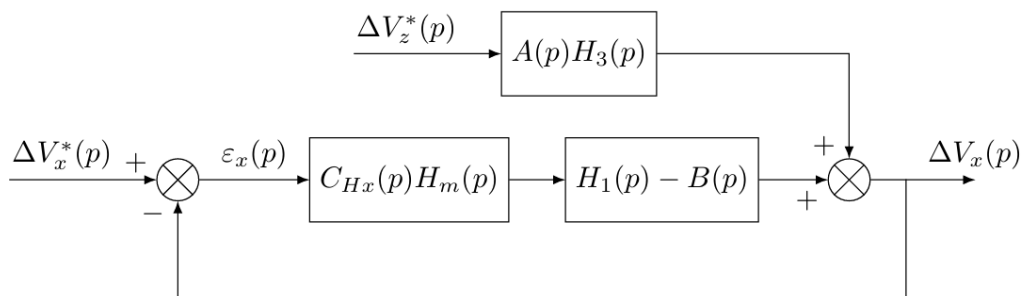 ΔV_z^*(p)
A(p)H_3(p)
ΔV_x^*(p) + ε_x(p) C_{Hx}(p)H_m(p) H_1(p) − B(p) + + ΔV_x(p)
−